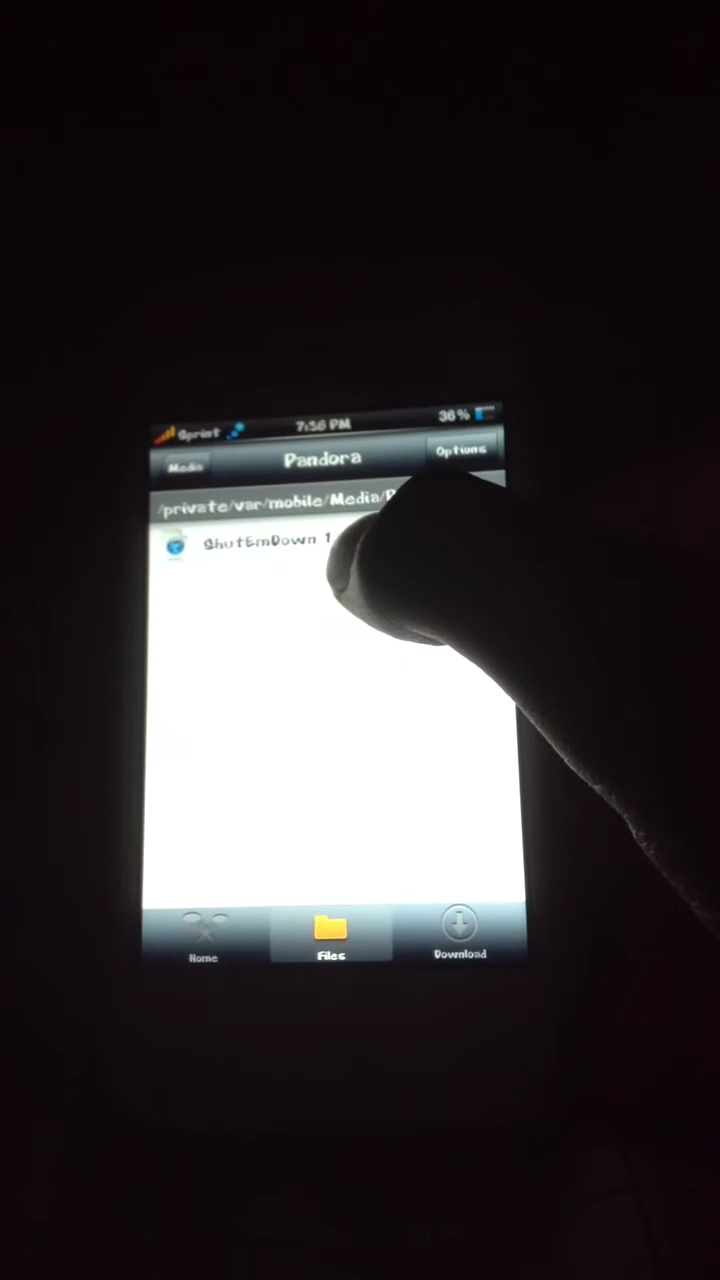 Sprint 7:56 PM 36%
Media Pandora Options
/private/var/mobile/Media/P
ShutEmDown 1
Home Files Download